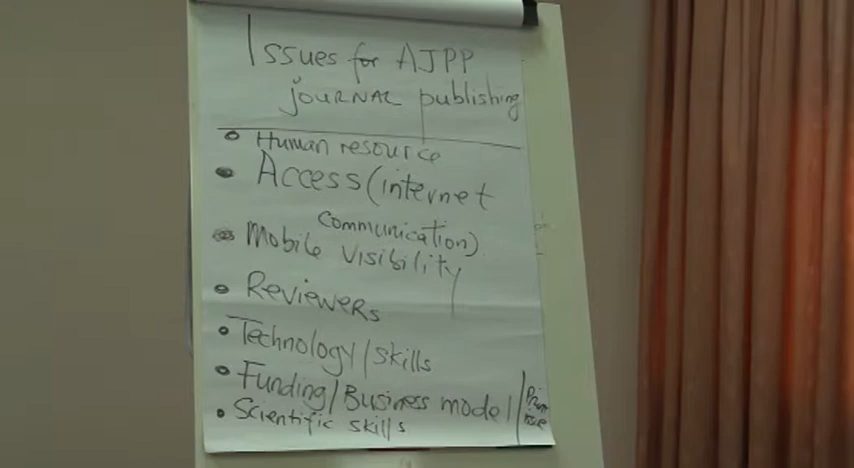 Issues for AJPP
JOURNAL publishing
Human resource
Access (internet
communication)
Mobile visibility
Reviewers
Technology/skills
Funding/Business model/
Scientific skills